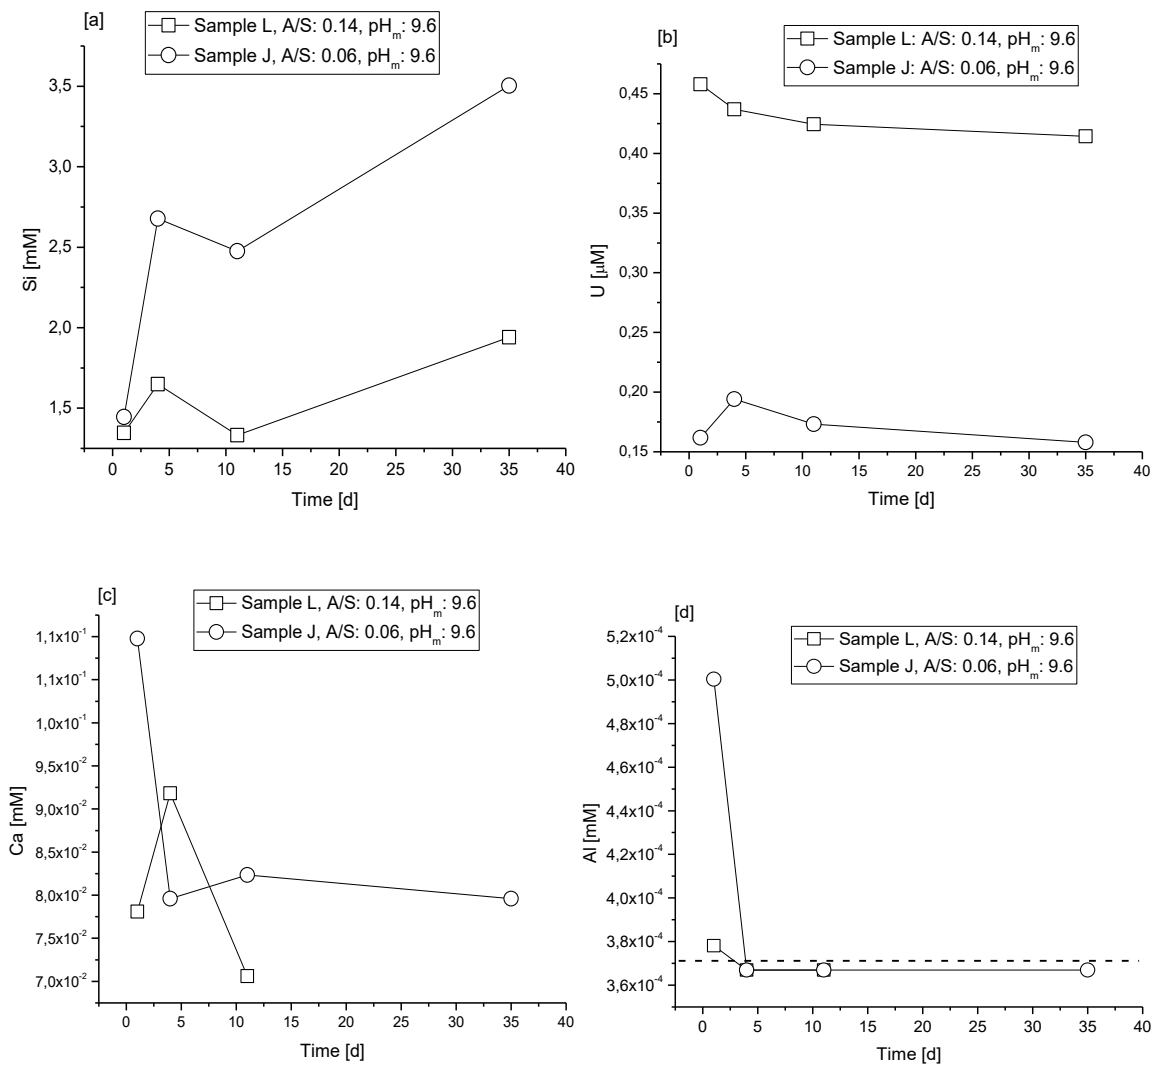 [a]
Sample L, A/S: 0.14, pHm: 9.6
Sample J, A/S: 0.06, pHm: 9.6
3,5
3,0
2,5
2,0
1,5
Si [mM]
0 5 10 15 20 25 30 35 40
Time [d]
[b]
Sample L: A/S: 0.14, pHm: 9.6
Sample J: A/S: 0.06, pHm: 9.6
0,45
0,40
0,35
0,30
0,25
0,20
0,15
U [µM]
0 5 10 15 20 25 30 35 40
Time [d]
[c]
Sample L, A/S: 0.14, pHm: 9.6
Sample J, A/S: 0.06, pHm: 9.6
1,1x10-1
1,1x10-1
1,0x10-1
9,5x10-2
9,0x10-2
8,5x10-2
8,0x10-2
7,5x10-2
7,0x10-2
Ca [mM]
0 5 10 15 20 25 30 35 40
Time [d]
[d]
Sample L, A/S: 0.14, pHm: 9.6
Sample J, A/S: 0.06, pHm: 9.6
5,2x10-4
5,0x10-4
4,8x10-4
4,6x10-4
4,4x10-4
4,2x10-4
4,0x10-4
3,8x10-4
3,6x10-4
Al [mM]
0 5 10 15 20 25 30 35 40
Time [d]